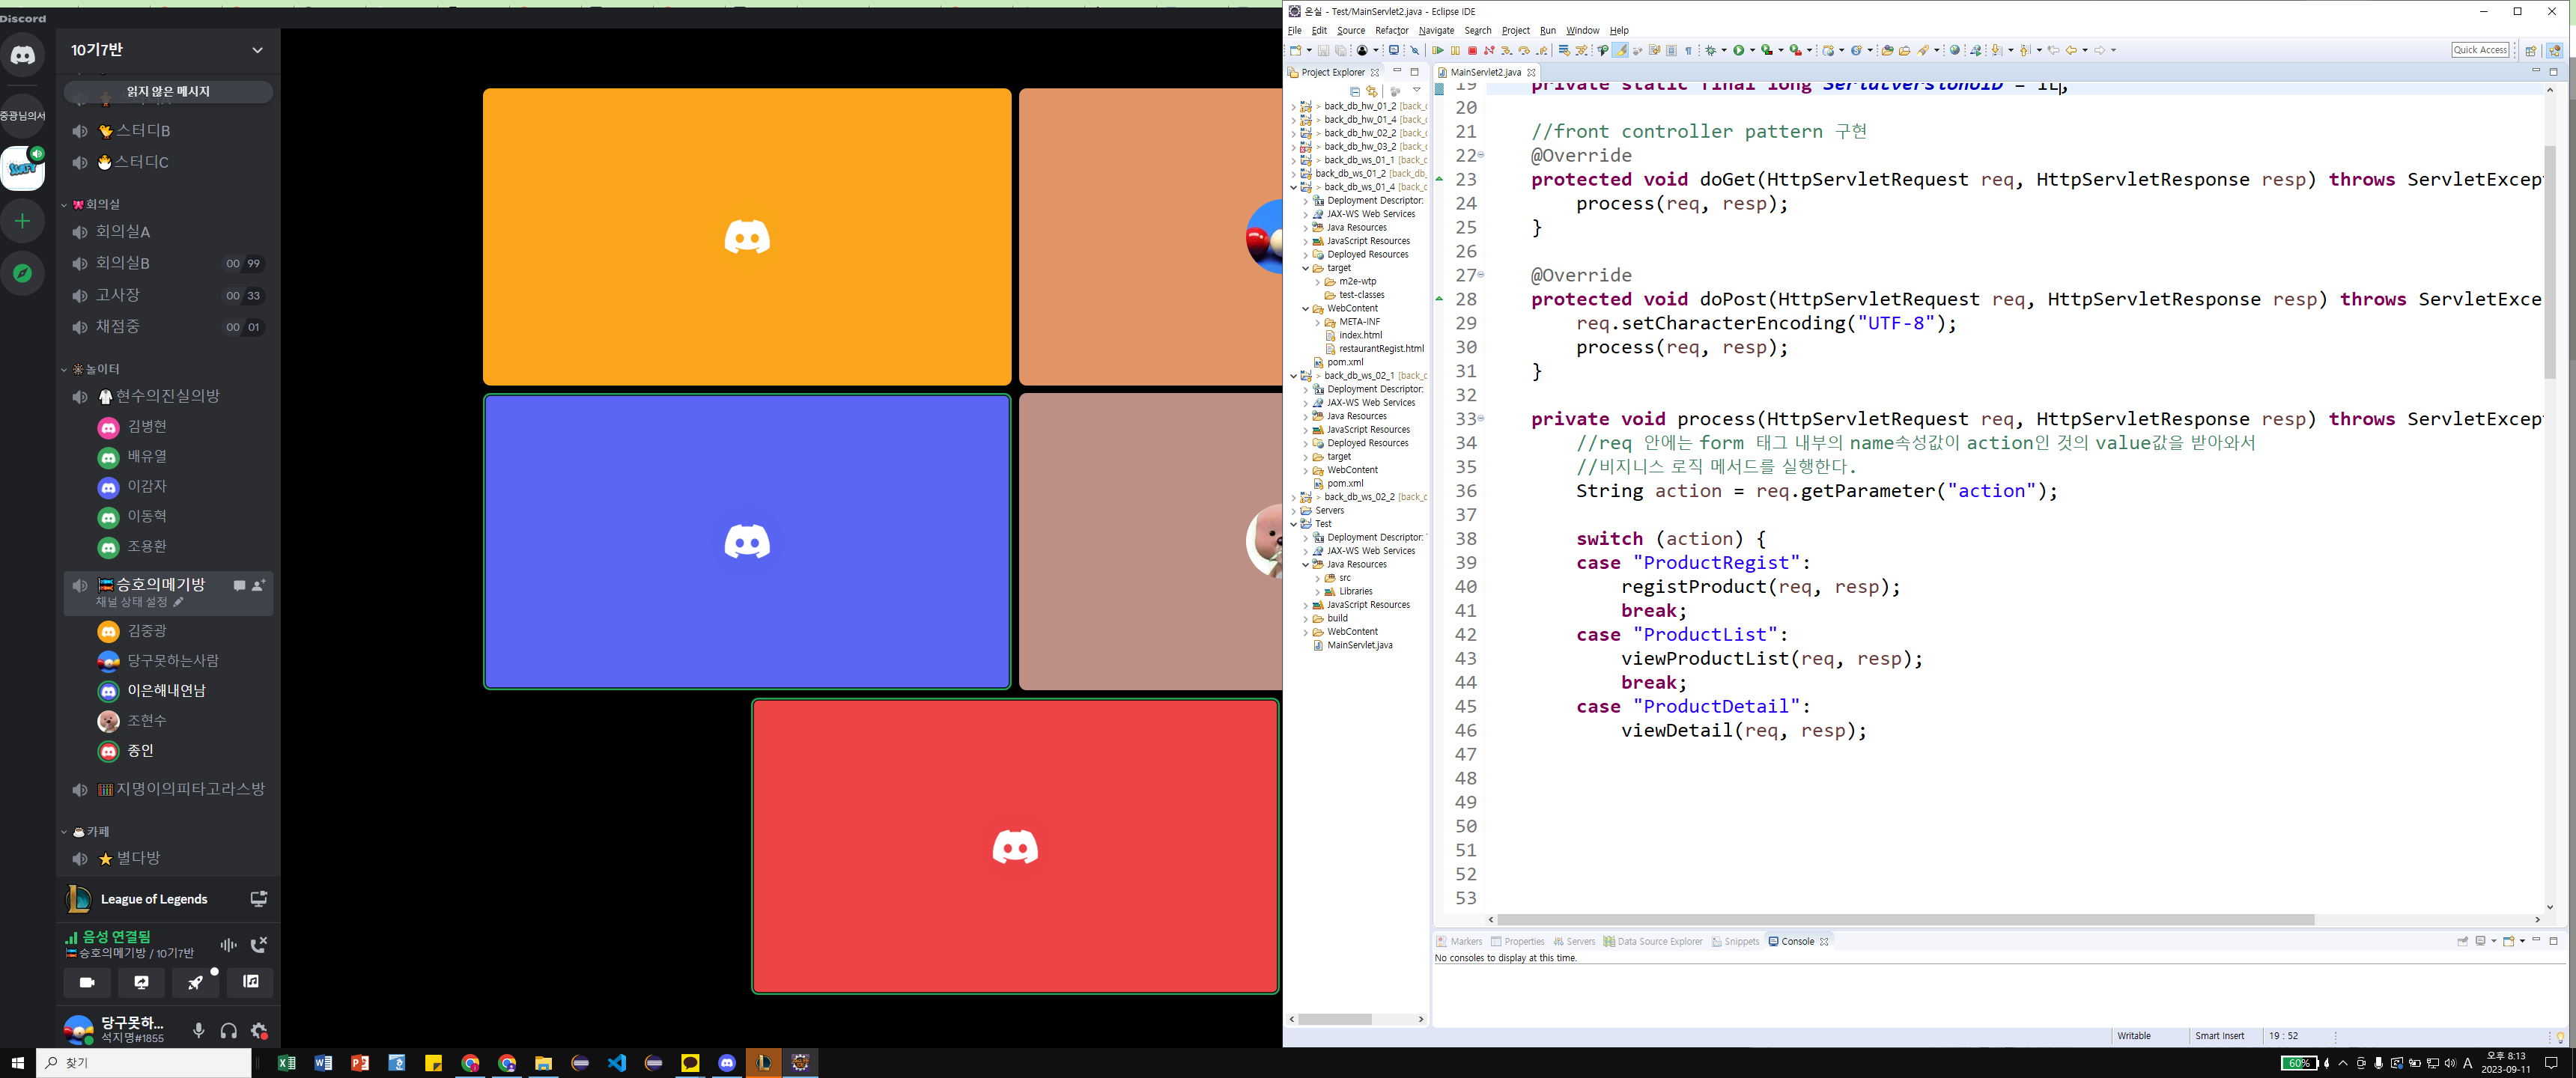 Discord
10기7반
읽지 않은 메시지
중광님의서
스터디B
스터디C
회의실
회의실A
회의실B 00 99
고사장 00 33
채점중 00 01
놀이터
현수의진실의방
김병현
배유열
이감자
이동혁
조용환
승호의메기방
채널 상태 설정
김중광
당구못하는사람
이은해내연남
조현수
종인
지명이의피타고라스방
카페
별다방
League of Legends
음성 연결됨
승호의메기방 / 10기7반
당구못하...
석지명#1855
온실 - Test/MainServlet2.java - Eclipse IDE
File Edit Source Refactor Navigate Search Project Run Window Help
Quick Access
Project Explorer
> back_db_hw_01_2 [back_c
> back_db_hw_01_4 [back_c
> back_db_hw_02_2 [back_c
> back_db_hw_03_2 [back_c
> back_db_ws_01_1 [back_c
back_db_ws_01_2 [back_db_
> back_db_ws_01_4 [back_c
Deployment Descriptor:
JAX-WS Web Services
Java Resources
JavaScript Resources
Deployed Resources
target
m2e-wtp
test-classes
WebContent
META-INF
index.html
restaurantRegist.html
pom.xml
> back_db_ws_02_1 [back_c
Deployment Descriptor:
JAX-WS Web Services
Java Resources
JavaScript Resources
Deployed Resources
target
WebContent
pom.xml
> back_db_ws_02_2 [back_c
Servers
Test
Deployment Descriptor:
JAX-WS Web Services
Java Resources
src
Libraries
JavaScript Resources
build
WebContent
MainServlet.java
MainServlet2.java
19 private static final long serialVersionUID = 1L;
20
21 //front controller pattern 구현
22 @Override
23 protected void doGet(HttpServletRequest req, HttpServletResponse resp) throws ServletExcep
24 process(req, resp);
25 }
26
27 @Override
28 protected void doPost(HttpServletRequest req, HttpServletResponse resp) throws ServletExce
29 req.setCharacterEncoding("UTF-8");
30 process(req, resp);
31 }
32
33 private void process(HttpServletRequest req, HttpServletResponse resp) throws ServletExcep
34 //req 안에는 form 태그 내부의 name속성값이 action인 것의 value값을 받아와서
35 //비지니스 로직 메서드를 실행한다.
36 String action = req.getParameter("action");
37
38 switch (action) {
39 case "ProductRegist":
40 registProduct(req, resp);
41 break;
42 case "ProductList":
43 viewProductList(req, resp);
44 break;
45 case "ProductDetail":
46 viewDetail(req, resp);
47
48
49
50
51
52
53
Markers Properties Servers Data Source Explorer Snippets Console
No consoles to display at this time.
Writable Smart Insert 19 : 52
찾기
60%
A
오후 8:13
2023-09-11